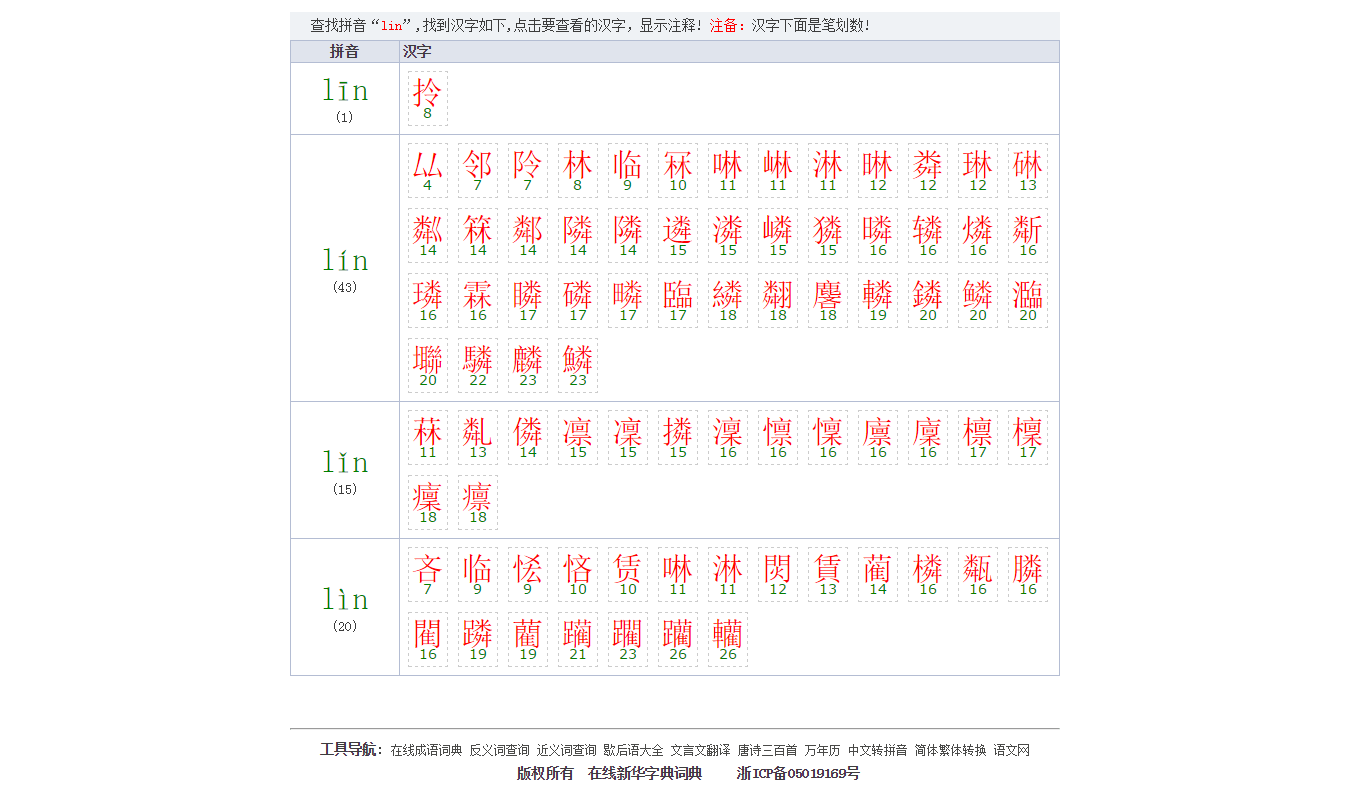 查找拼音“lin”,找到汉字如下,点击要查看的汉字，显示注释！注备：汉字下面是笔划数！
拼音 汉字
līn
(1)
拎
8
lín
(43)
厸 邻 阾 林 临 冧 啉 崊 淋 晽 粦 琳 碄
4 7 7 8 9 10 11 11 11 12 12 12 13
粼 箖 鄰 隣 隣 遴 潾 嶙 獜 暽 辚 燐 斴
14 14 14 14 14 15 15 15 15 16 16 16 16
璘 霖 瞵 磷 疄 臨 繗 翷 麐 轔 鏻 鳞 瀶
16 16 17 17 17 17 18 18 18 19 20 20 20
驎 麟 鱗
20 22 23 23
lǐn
(15)
菻 亃 僯 凛 凜 撛 澟 懔 懍 廪 廩 檩 檁
11 13 14 15 15 15 16 16 16 16 16 17 17
癛 癝
18 18
lìn
(20)
吝 临 恡 悋 赁 啉 淋 閔 賃 蔺 橉 甐 膦
7 9 9 10 10 11 11 12 13 14 16 16 16
閵 蹸 藺 躏 躙 躪 轥
16 19 19 21 23 26 26
工具导航： 在线成语词典 反义词查询 近义词查询 歇后语大全 文言文翻译 唐诗三百首 万年历 中文转拼音 简体繁体转换 语文网
版权所有 在线新华字典词典 浙ICP备05019169号